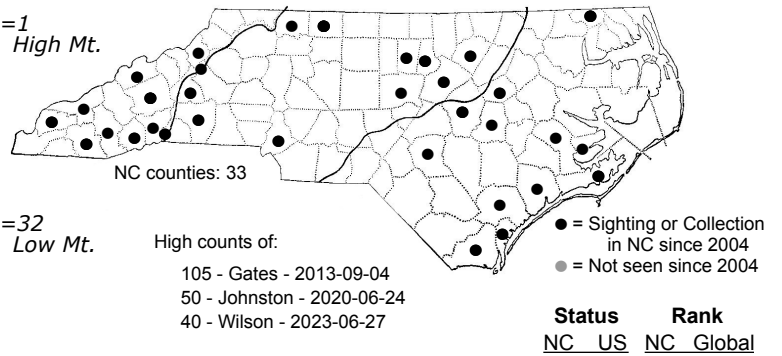 =1
High Mt.
NC counties: 33
=32
Low Mt.
High counts of:
105 - Gates - 2013-09-04
50 - Johnston - 2020-06-24
40 - Wilson - 2023-06-27
● = Sighting or Collection
in NC since 2004
● = Not seen since 2004
Status Rank
NC US NC Global